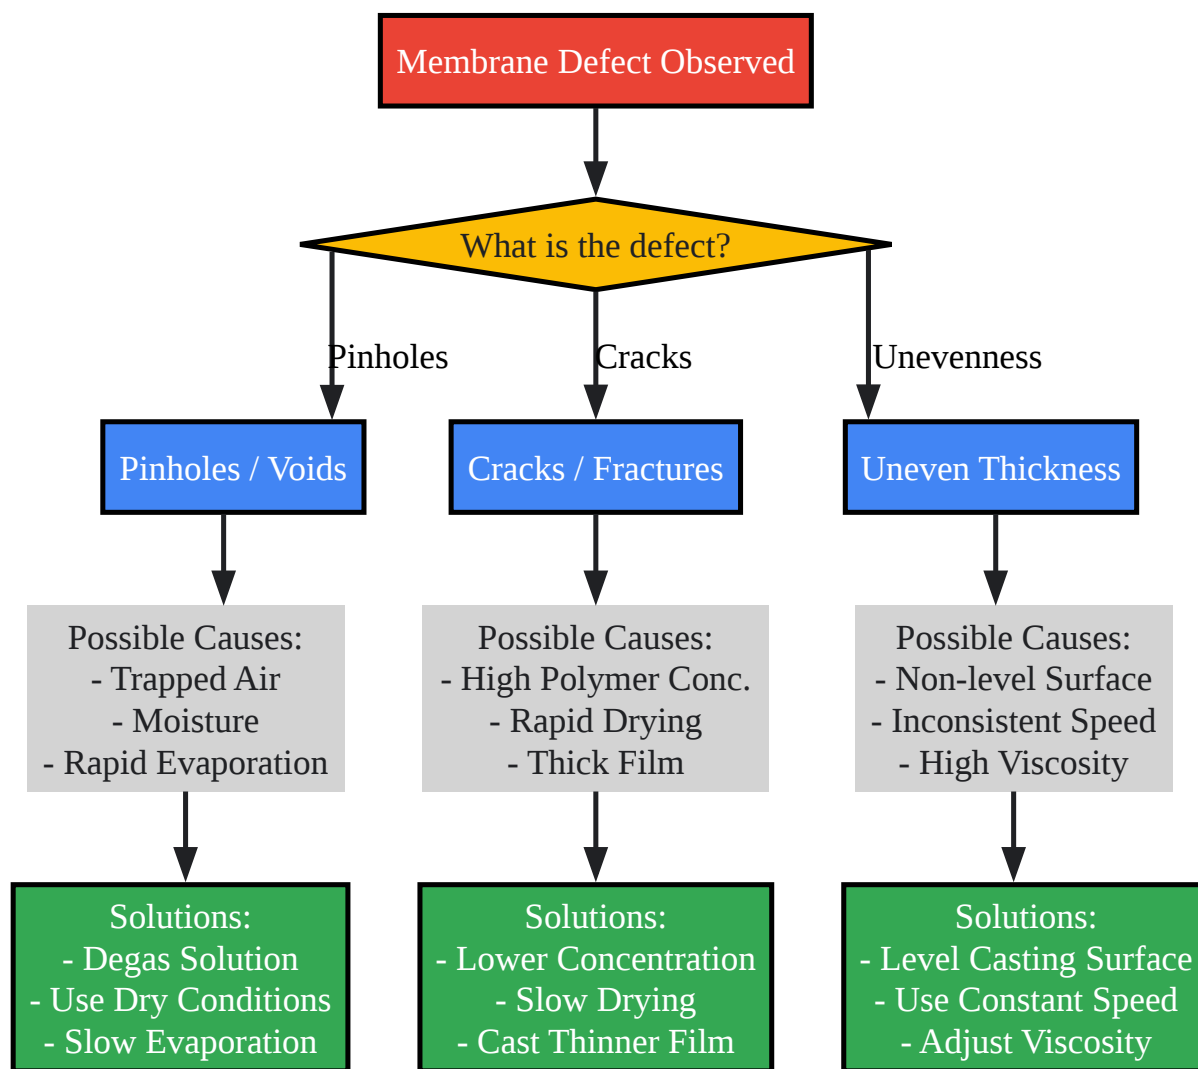 Membrane Defect Observed
What is the defect?
Pinholes
Cracks
Unevenness
Pinholes / Voids
Cracks / Fractures
Uneven Thickness
Possible Causes:
- Trapped Air
- Moisture
- Rapid Evaporation
Possible Causes:
- High Polymer Conc.
- Rapid Drying
- Thick Film
Possible Causes:
- Non-level Surface
- Inconsistent Speed
- High Viscosity
Solutions:
- Degas Solution
- Use Dry Conditions
- Slow Evaporation
Solutions:
- Lower Concentration
- Slow Drying
- Cast Thinner Film
Solutions:
- Level Casting Surface
- Use Constant Speed
- Adjust Viscosity